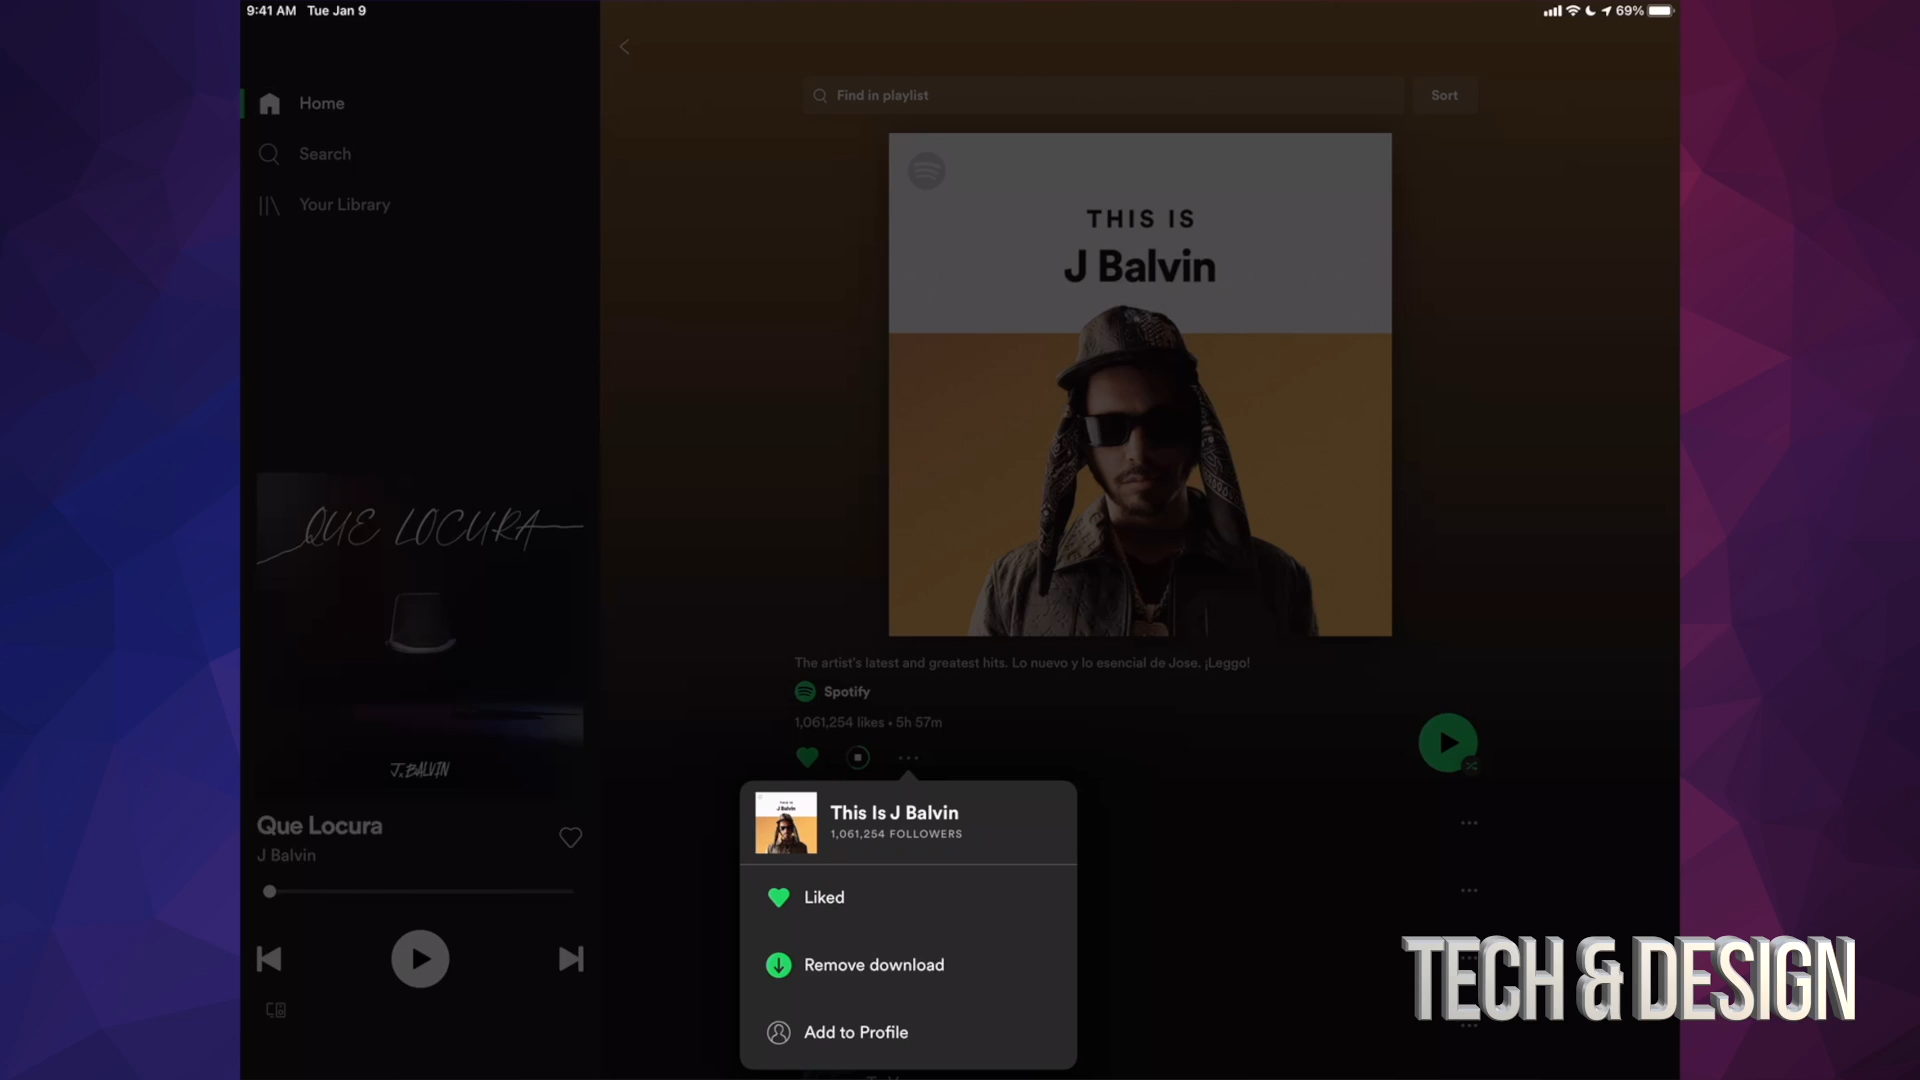 9:41 AM Tue Jan 9
69%
Home
Search
Your Library
Find in playlist
Sort
THIS IS
J Balvin
QUE LOCURA
J. BALVIN
The artist's latest and greatest hits. Lo nuevo y lo esencial de Jose. ¡Leggo!
Spotify
1,061,254 likes • 5h 57m
This Is J Balvin
1,061,254 FOLLOWERS
Liked
Remove download
Add to Profile
Que Locura
J Balvin
TECH & DESIGN